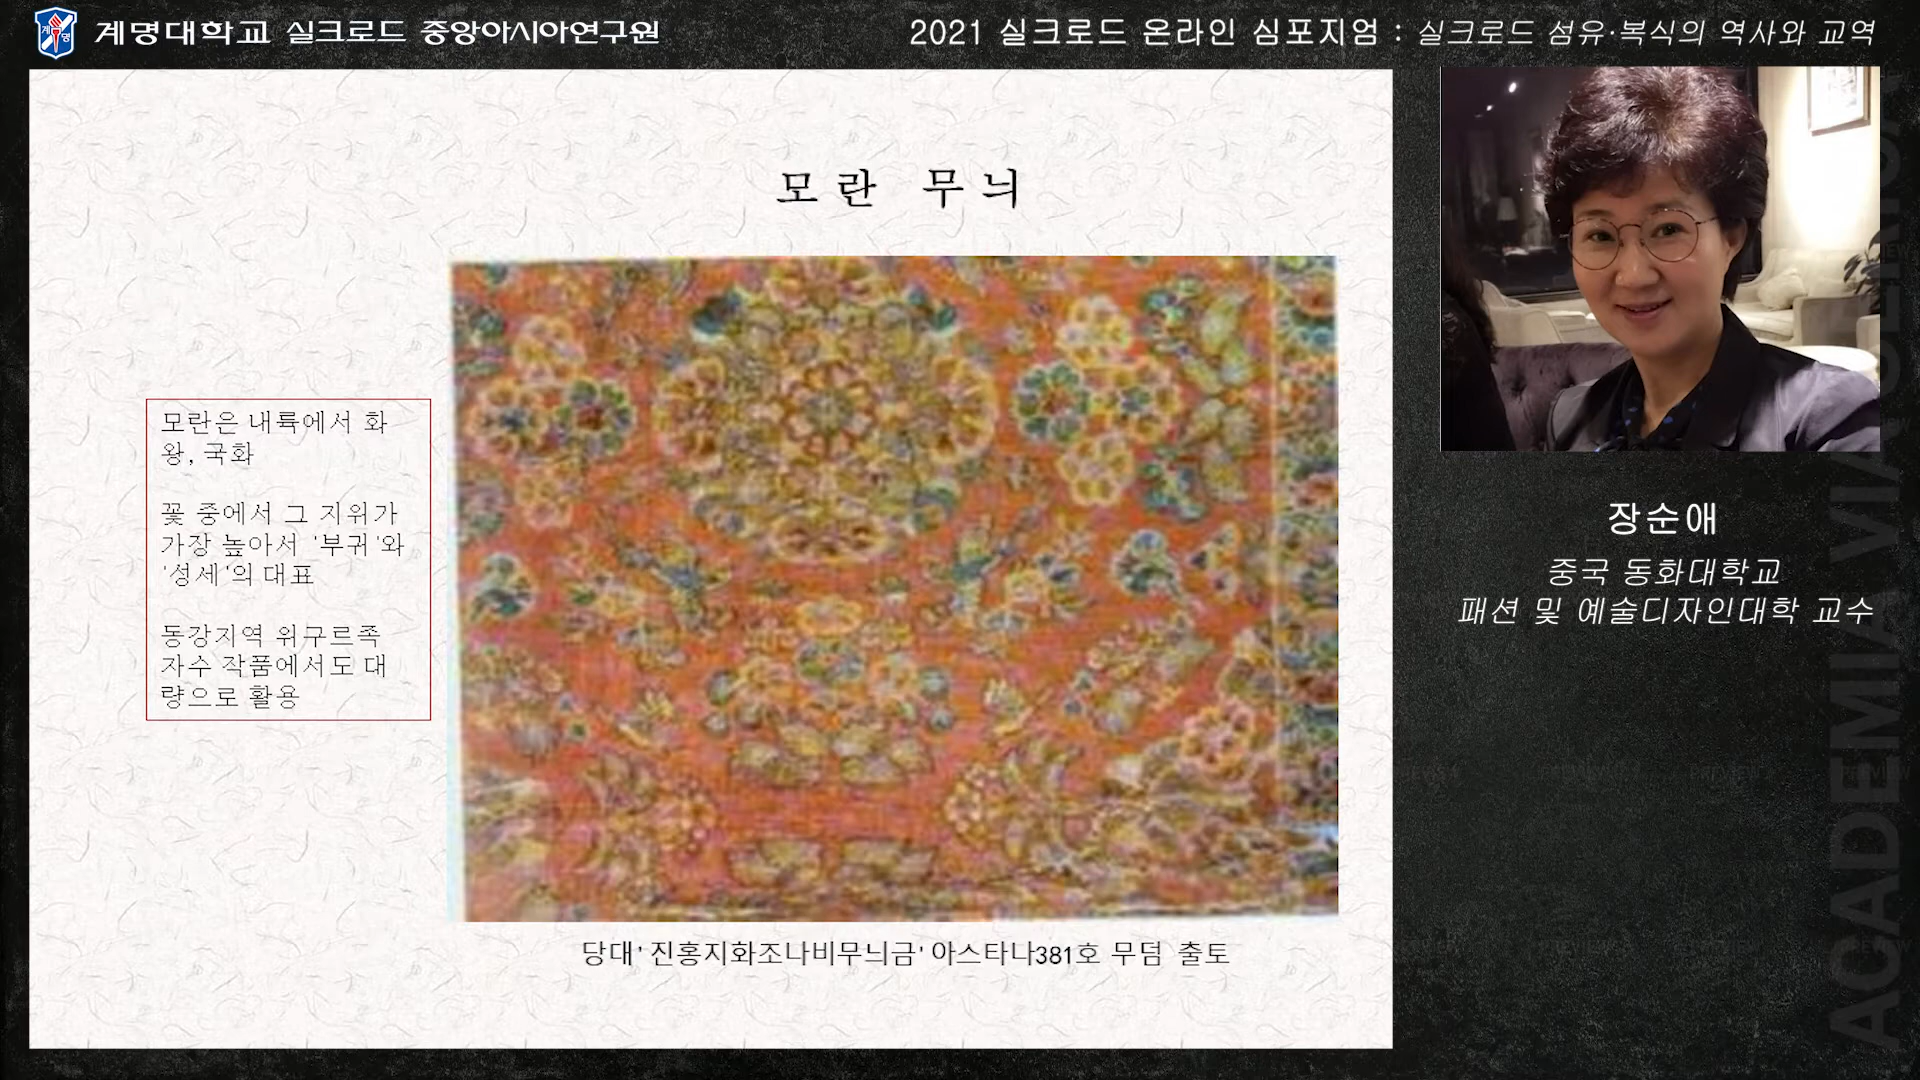 계명대학교 실크로드 중앙아시아연구원
2021 실크로드 온라인 심포지엄 : 실크로드 섬유·복식의 역사와 교역
모란 무늬
모란은 내륙에서 화
왕, 국화
꽃 중에서 그 지위가
가장 높아서 '부귀'와
'성세'의 대표
동강지역 위구르족
자수 작품에서도 대
량으로 활용
당대' 진홍지화조나비무늬금' 아스타나381호 무덤 출토
장순애
중국 동화대학교
패션 및 예술디자인대학 교수
ACADEMIA VIA